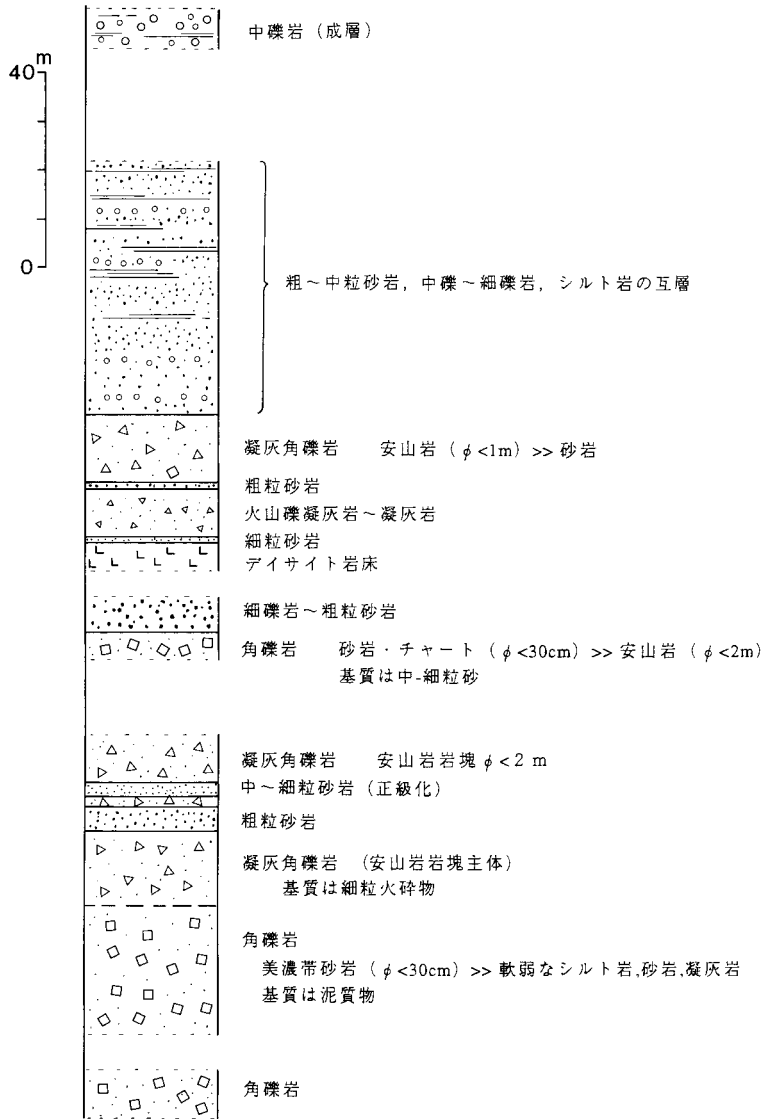 中礫岩（成層）
40m
0
粗～中粒砂岩，中礫～細礫岩，シルト岩の互層
凝灰角礫岩　安山岩（φ<1m）>> 砂岩
粗粒砂岩
火山礫凝灰岩～凝灰岩
細粒砂岩
デイサイト岩床
細礫岩～粗粒砂岩
角礫岩　砂岩・チャート（φ<30cm）>> 安山岩（φ<2m）
基質は中-細粒砂
凝灰角礫岩　安山岩岩塊 φ < 2 m
中～細粒砂岩（正級化）
粗粒砂岩
凝灰角礫岩　（安山岩岩塊主体）
基質は細粒火砕物
角礫岩
美濃帯砂岩（φ<30cm）>> 軟弱なシルト岩,砂岩,凝灰岩
基質は泥質物
角礫岩